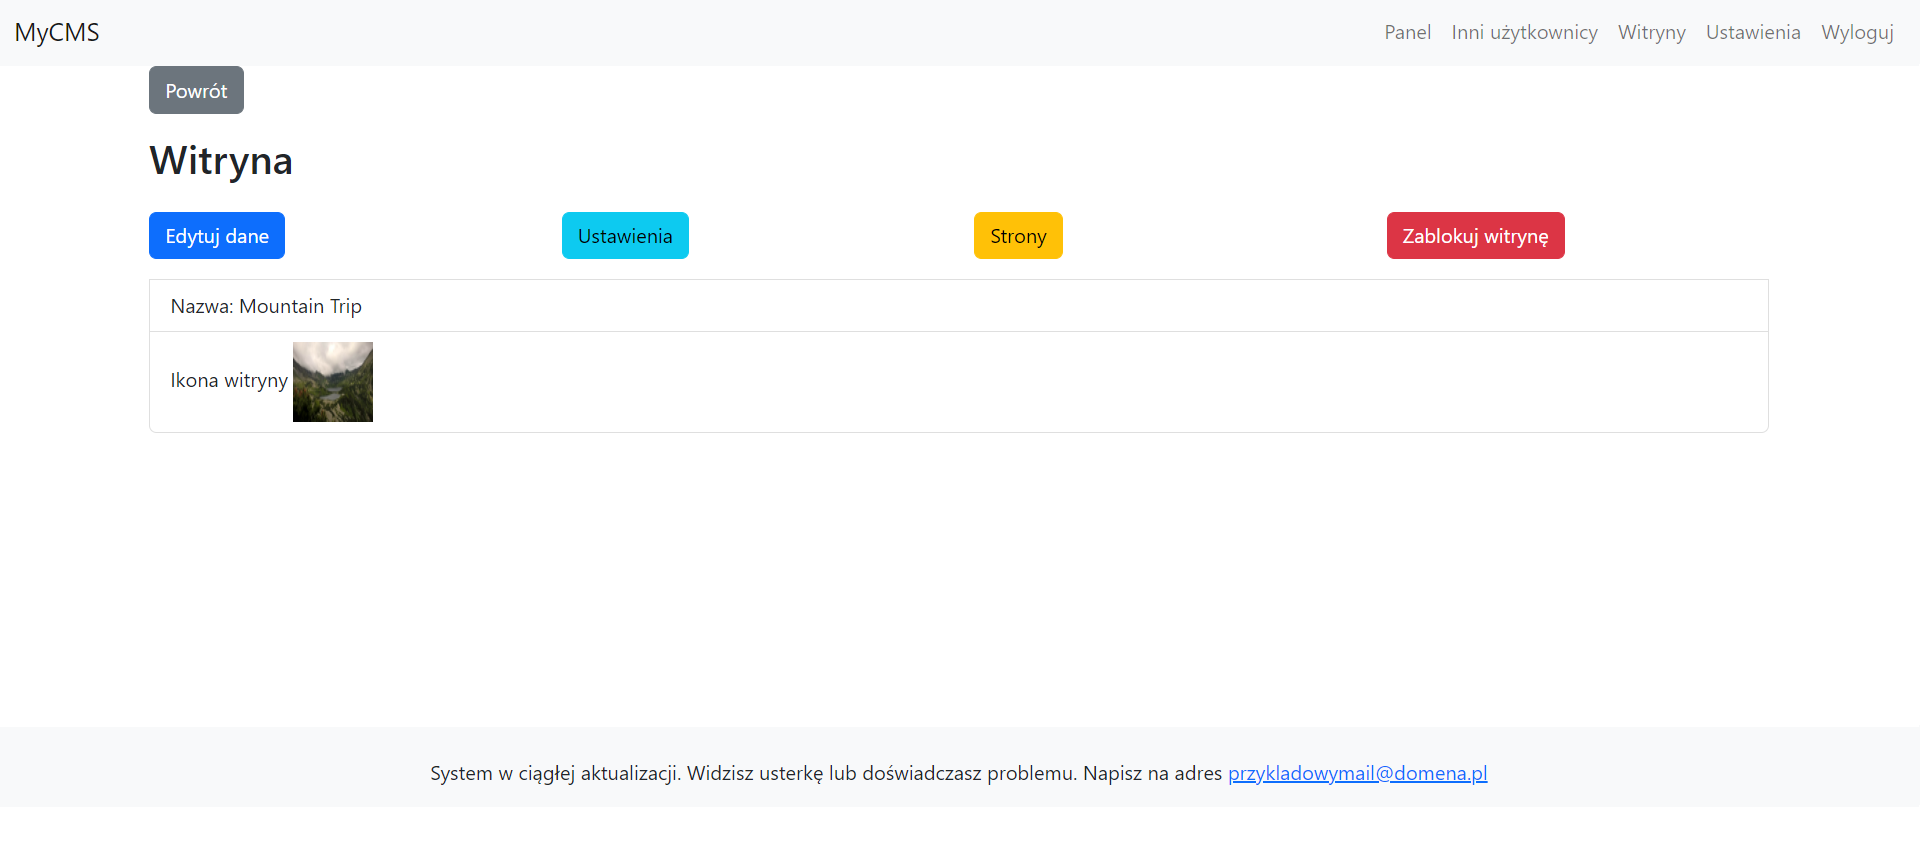 MyCMS Panel Inni użytkownicy Witryny Ustawienia Wyloguj
Powrót
Witryna
Edytuj dane Ustawienia Strony Zablokuj witrynę
Nazwa: Mountain Trip
Ikona witryny
System w ciągłej aktualizacji. Widzisz usterkę lub doświadczasz problemu. Napisz na adres przykladowymail@domena.pl